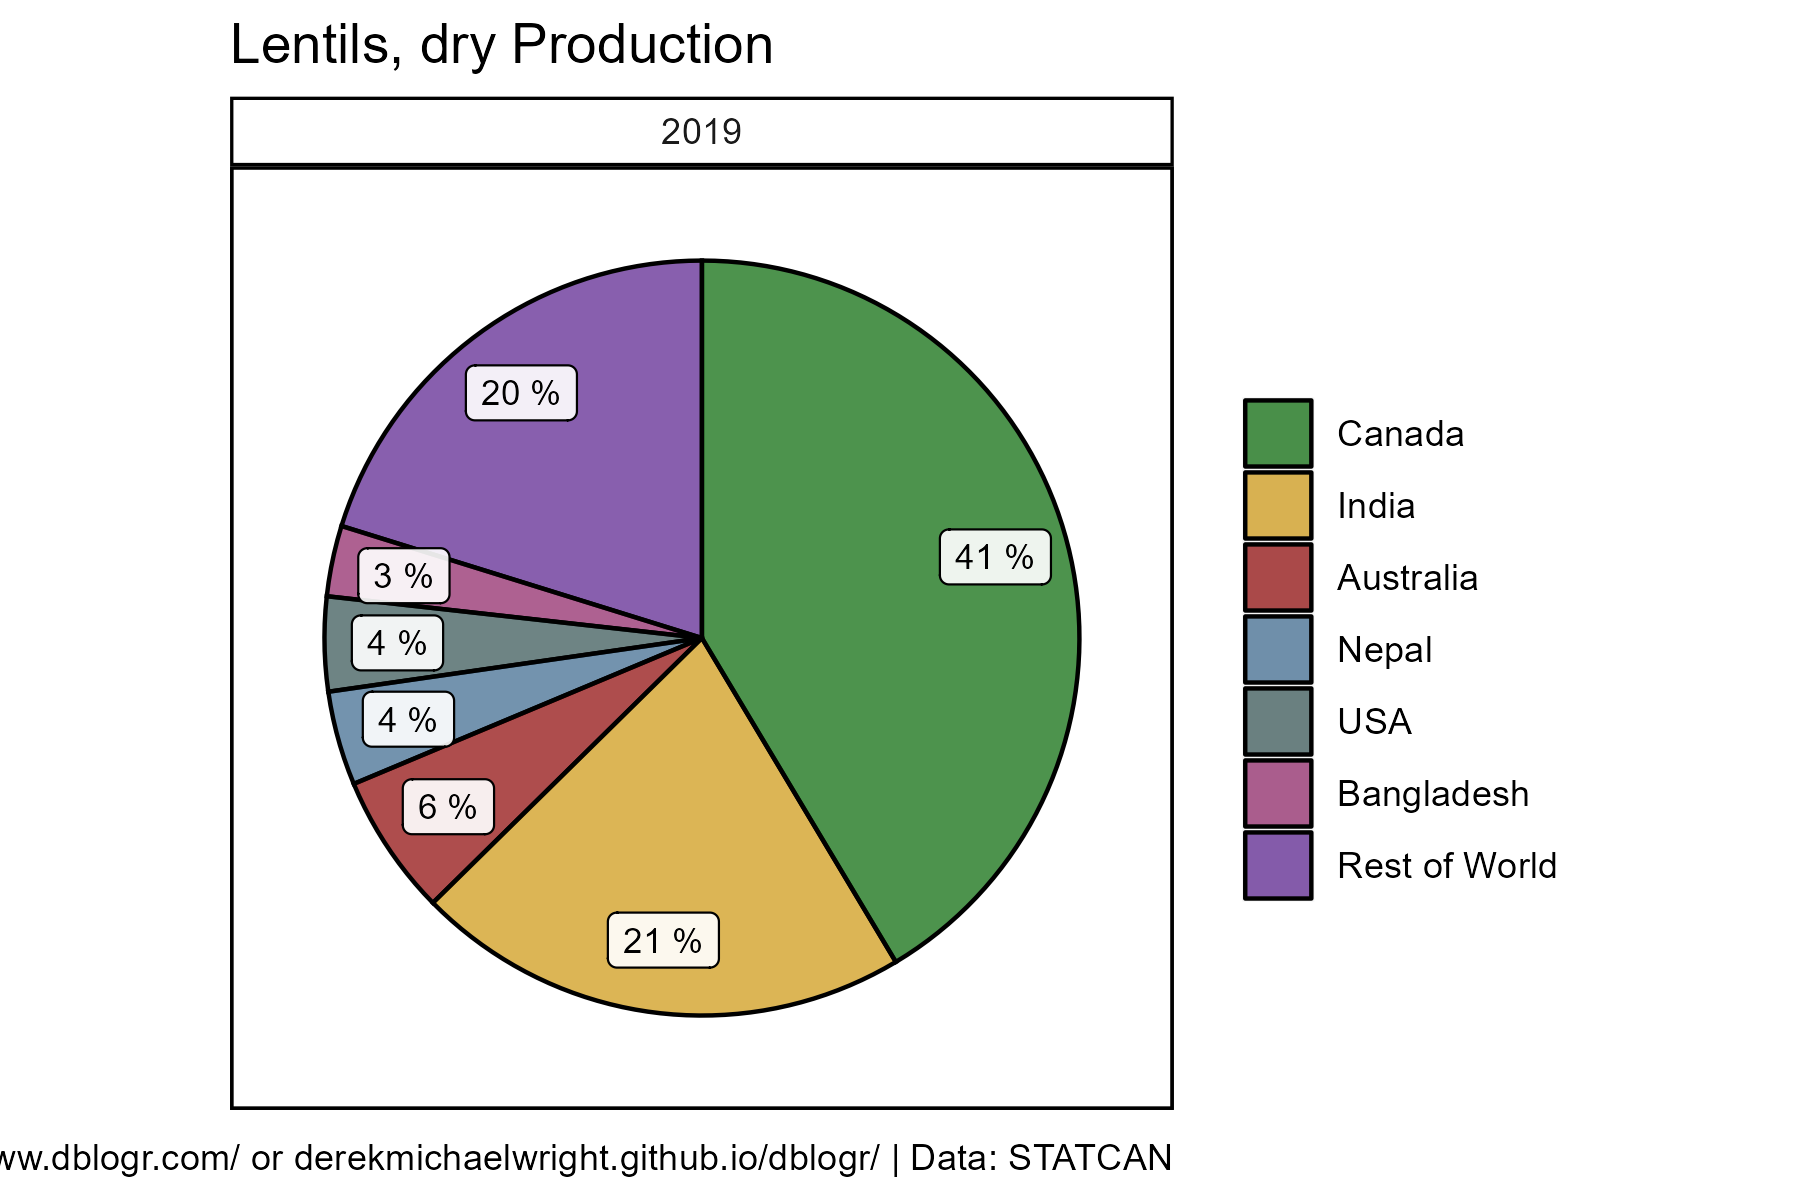 Lentils, dry Production
2019
20 %
41 %
3 %
4 %
4 %
6 %
21 %
Canada
India
Australia
Nepal
USA
Bangladesh
Rest of World
ww.dblogr.com/ or derekmichaelwright.github.io/dblogr/ | Data: STATCAN